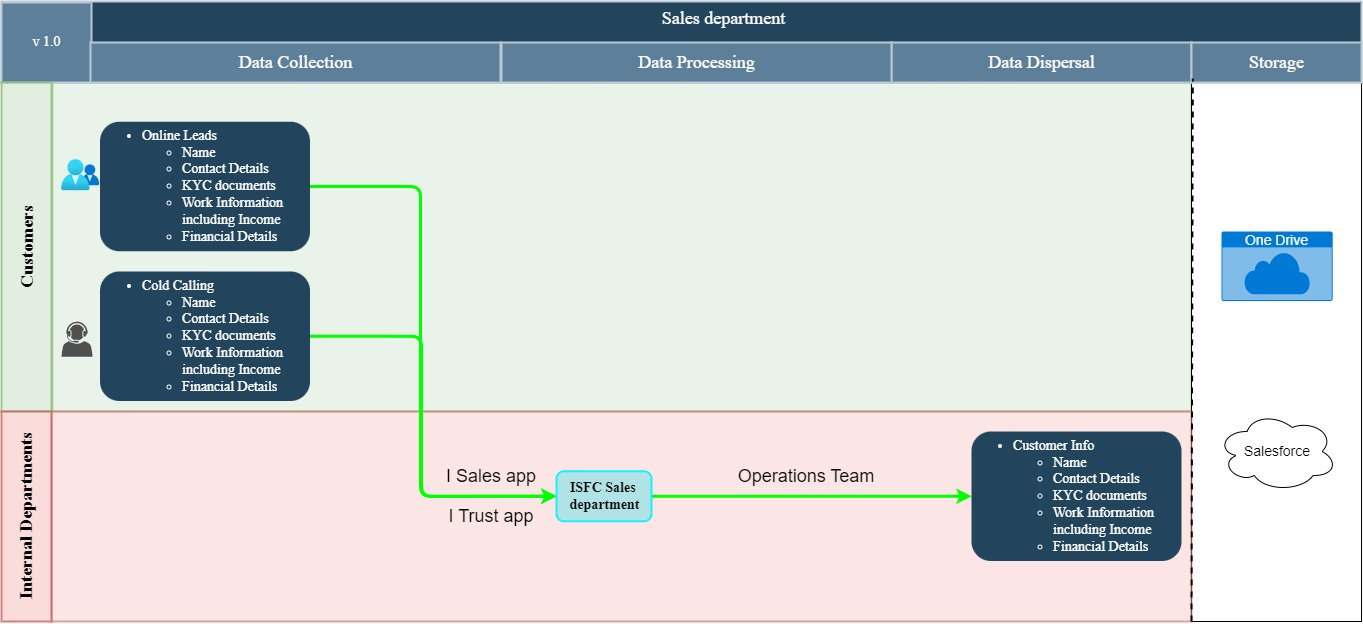 Sales department
v 1.0
Data Collection
Data Processing
Data Dispersal
Storage
Customers
• Online Leads
◦ Name
◦ Contact Details
◦ KYC documents
◦ Work Information
including Income
◦ Financial Details
• Cold Calling
◦ Name
◦ Contact Details
◦ KYC documents
◦ Work Information
including Income
◦ Financial Details
One Drive
Internal Departments
I Sales app
I Trust app
ISFC Sales
department
Operations Team
• Customer Info
◦ Name
◦ Contact Details
◦ KYC documents
◦ Work Information
including Income
◦ Financial Details
Salesforce